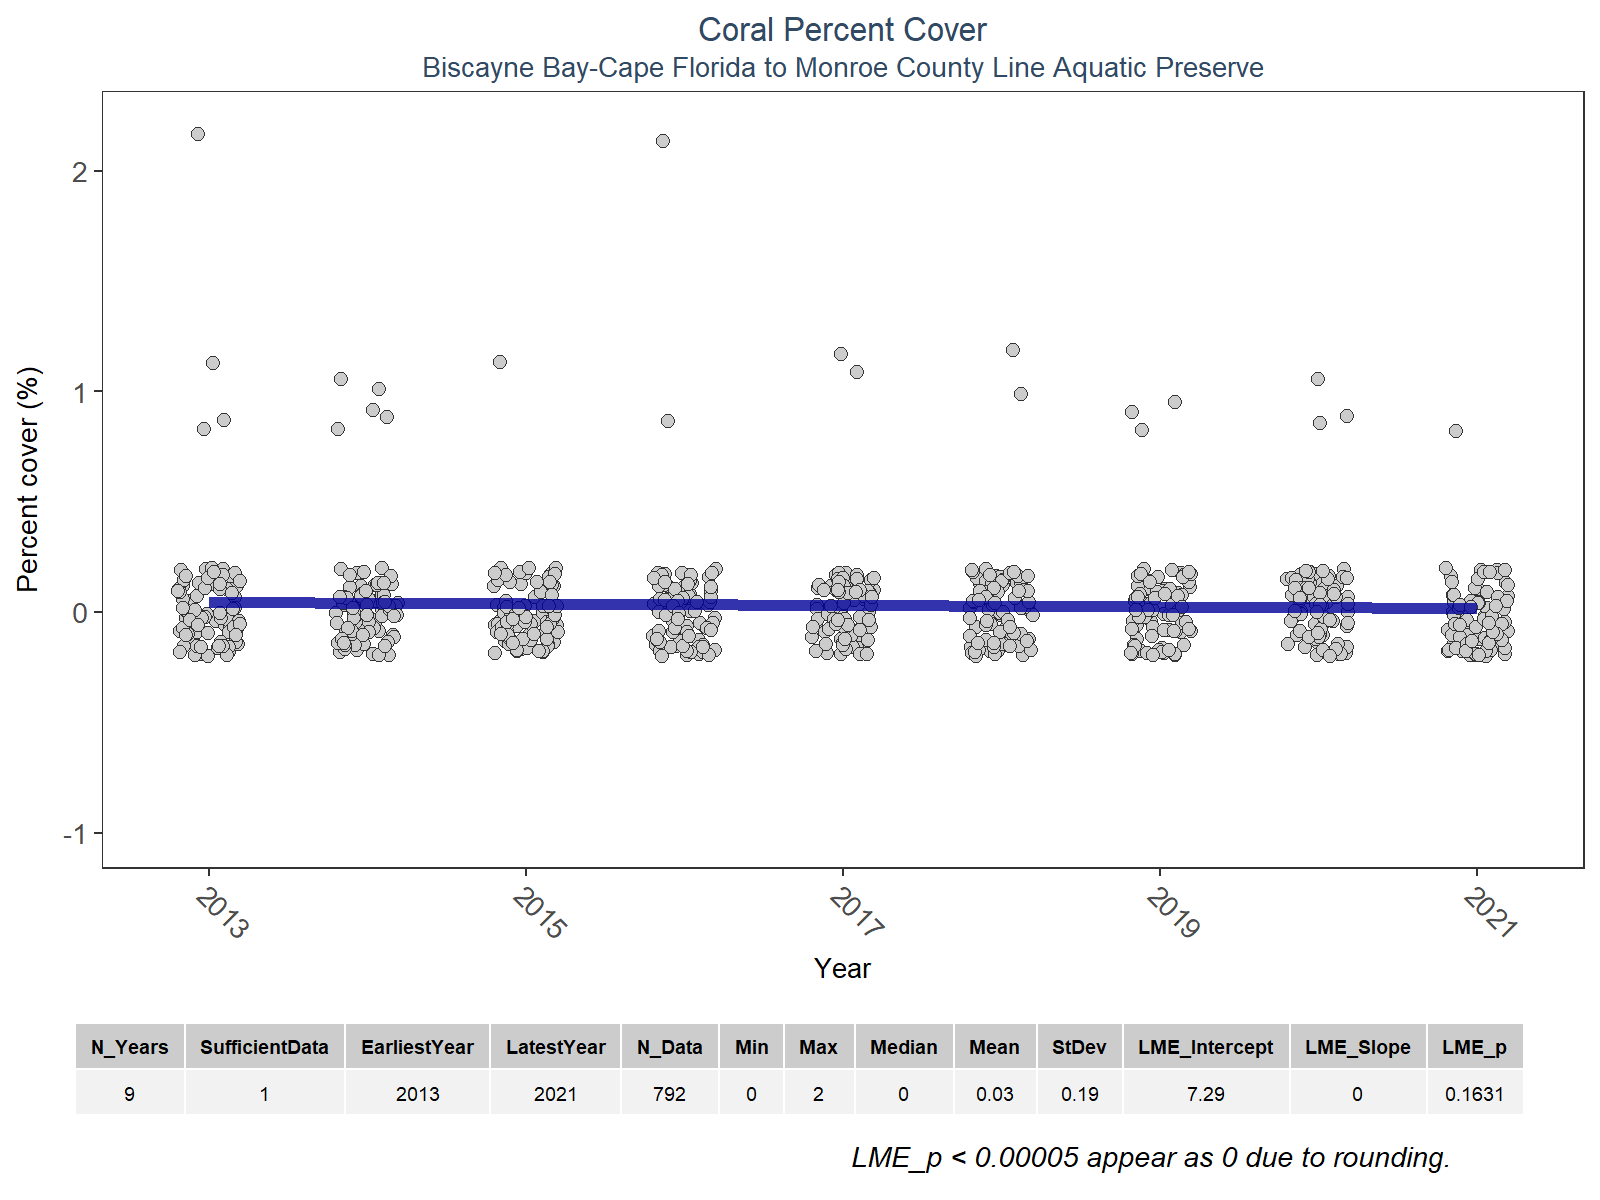 Coral Percent Cover
Biscayne Bay-Cape Florida to Monroe County Line Aquatic Preserve
Percent cover (%)
2
1
0
-1
2013 2015 2017 2019 2021
Year
N_Years SufficientData EarliestYear LatestYear N_Data Min Max Median Mean StDev LME_Intercept LME_Slope LME_p
9 1 2013 2021 792 0 2 0 0.03 0.19 7.29 0 0.1631
LME_p < 0.00005 appear as 0 due to rounding.